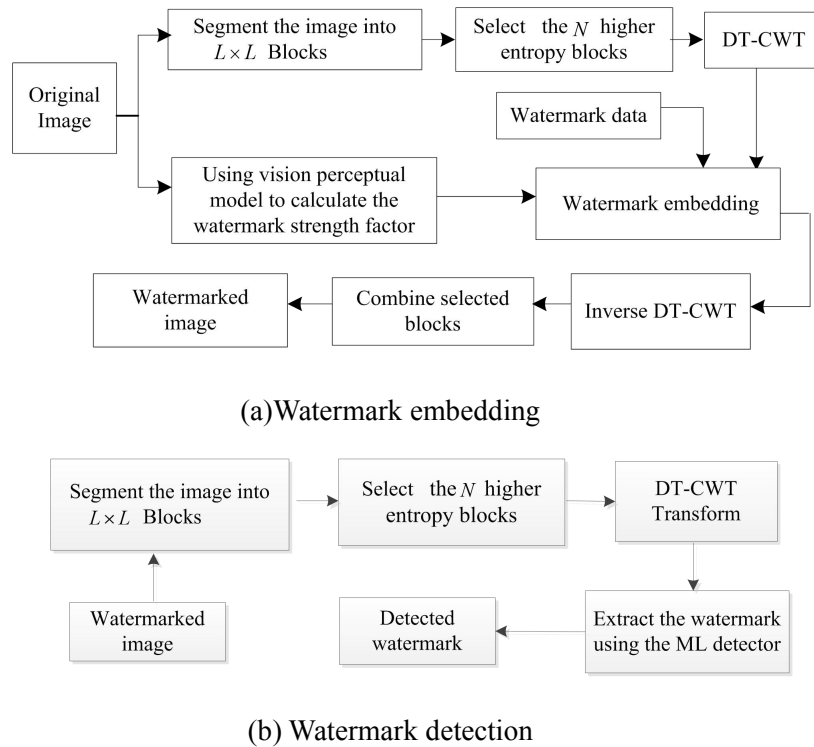 Segment the image into
L × L Blocks
Select the N higher
entropy blocks
DT-CWT
Original
Image
Watermark data
Using vision perceptual
model to calculate the
watermark strength factor
Watermark embedding
Watermarked
image
Combine selected
blocks
Inverse DT-CWT
(a)Watermark embedding
Segment the image into
L × L Blocks
Select the N higher
entropy blocks
DT-CWT
Transform
Watermarked
image
Detected
watermark
Extract the watermark
using the ML detector
(b) Watermark detection